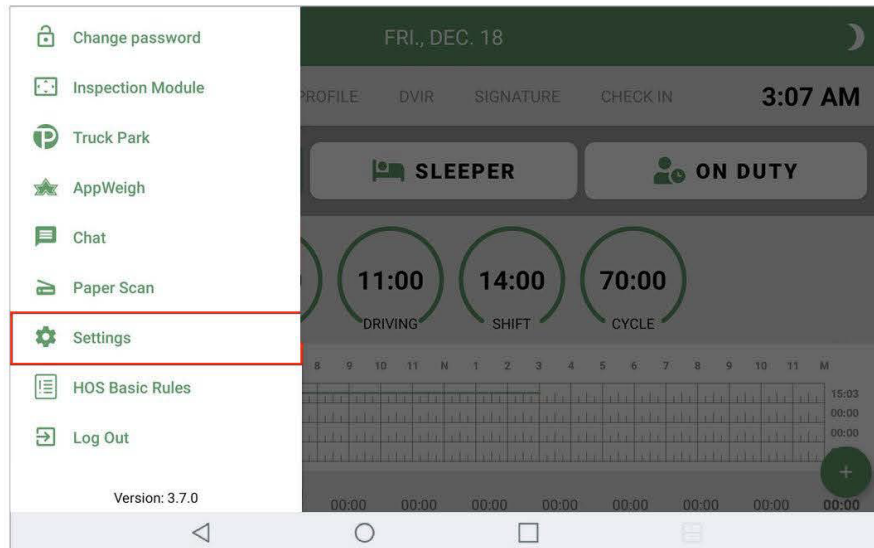 Change password
Inspection Module
Truck Park
AppWeigh
Chat
Paper Scan
Settings
HOS Basic Rules
Log Out
Version: 3.7.0
FRI., DEC. 18
PROFILE DVIR SIGNATURE CHECK IN 3:07 AM
SLEEPER ON DUTY
11:00 14:00 70:00
DRIVING SHIFT CYCLE
8 9 10 11 N 1 2 3 4 5 6 7 8 9 10 11 M
15:03
00:00
00:00
+
00:00 00:00 00:00 00:00 00:00 00:00 00:00 00:00